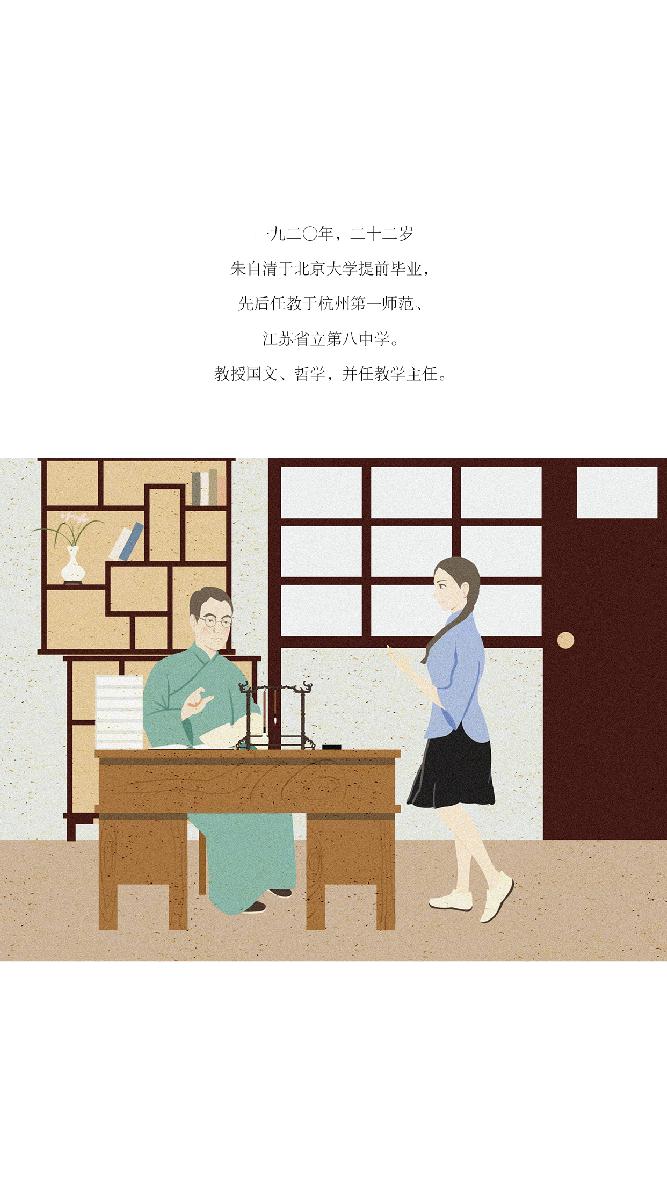 一九二〇年，二十二岁
朱自清于北京大学提前毕业，
先后任教于杭州第一师范、
江苏省立第八中学。
教授国文、哲学，并任教学主任。